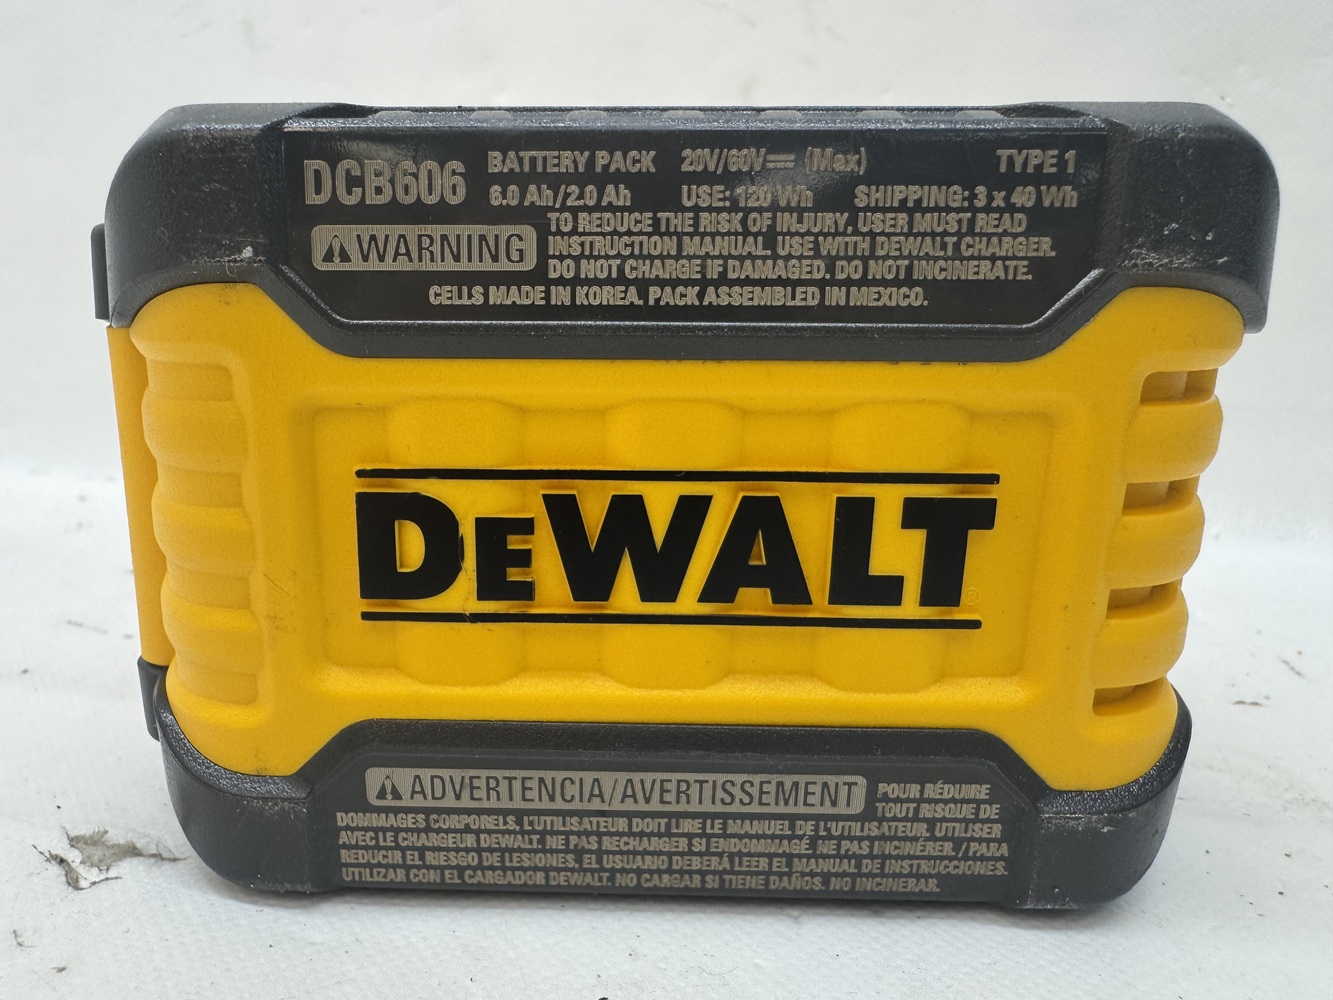 DCB606 BATTERY PACK 20V/60V⎓ (Max) TYPE 1
6.0 Ah/2.0 Ah USE: 120 Wh SHIPPING: 3 x 40 Wh
⚠WARNING TO REDUCE THE RISK OF INJURY, USER MUST READ
INSTRUCTION MANUAL. USE WITH DEWALT CHARGER.
DO NOT CHARGE IF DAMAGED. DO NOT INCINERATE.
CELLS MADE IN KOREA. PACK ASSEMBLED IN MEXICO.
DEWALT®
⚠ADVERTENCIA/AVERTISSEMENT POUR RÉDUIRE
TOUT RISQUE DE
DOMMAGES CORPORELS, L'UTILISATEUR DOIT LIRE LE MANUEL DE L'UTILISATEUR. UTILISER
AVEC LE CHARGEUR DEWALT. NE PAS RECHARGER SI ENDOMMAGÉ. NE PAS INCINÉRER. / PARA
REDUCIR EL RIESGO DE LESIONES, EL USUARIO DEBERÁ LEER EL MANUAL DE INSTRUCCIONES.
UTILIZAR CON EL CARGADOR DEWALT. NO CARGAR SI TIENE DAÑOS. NO INCINERAR.